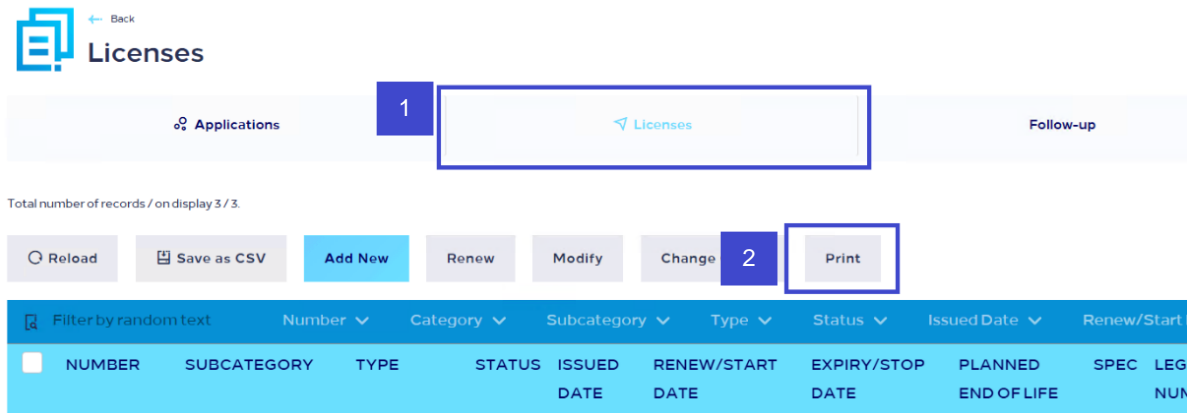 Back
Licenses
1
Applications Licenses Follow-up
Total number of records / on display 3 / 3.
Reload Save as CSV Add New Renew Modify Change 2 Print
Filter by random text Number Category Subcategory Type Status Issued Date Renew/Start
NUMBER SUBCATEGORY TYPE STATUS ISSUED RENEW/START EXPIRY/STOP PLANNED SPEC LEG
DATE DATE DATE END OF LIFE NUM